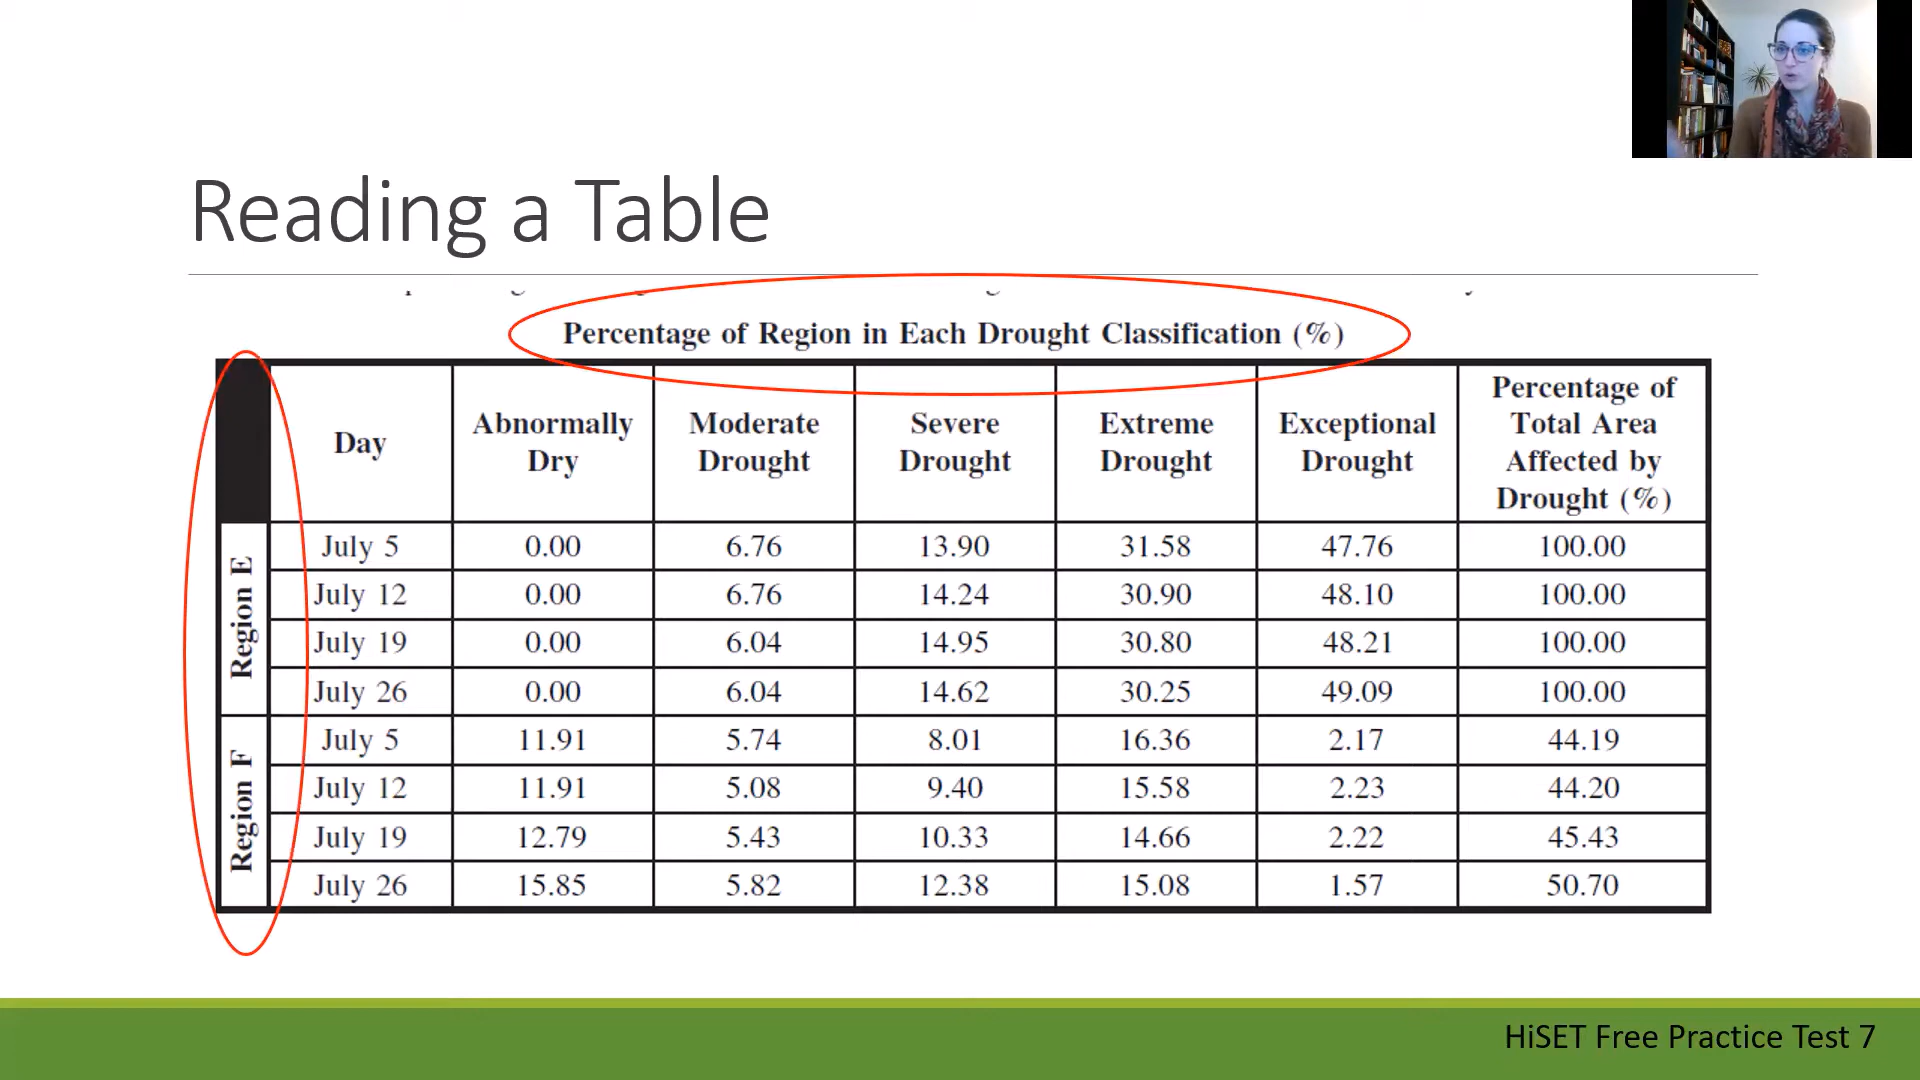 Reading a Table
Percentage of Region in Each Drought Classification (%)
Day Abnormally Dry Moderate Drought Severe Drought Extreme Drought Exceptional Drought Percentage of Total Area Affected by Drought (%)
Region E
July 5 0.00 6.76 13.90 31.58 47.76 100.00
July 12 0.00 6.76 14.24 30.90 48.10 100.00
July 19 0.00 6.04 14.95 30.80 48.21 100.00
July 26 0.00 6.04 14.62 30.25 49.09 100.00
Region F
July 5 11.91 5.74 8.01 16.36 2.17 44.19
July 12 11.91 5.08 9.40 15.58 2.23 44.20
July 19 12.79 5.43 10.33 14.66 2.22 45.43
July 26 15.85 5.82 12.38 15.08 1.57 50.70
HiSET Free Practice Test 7